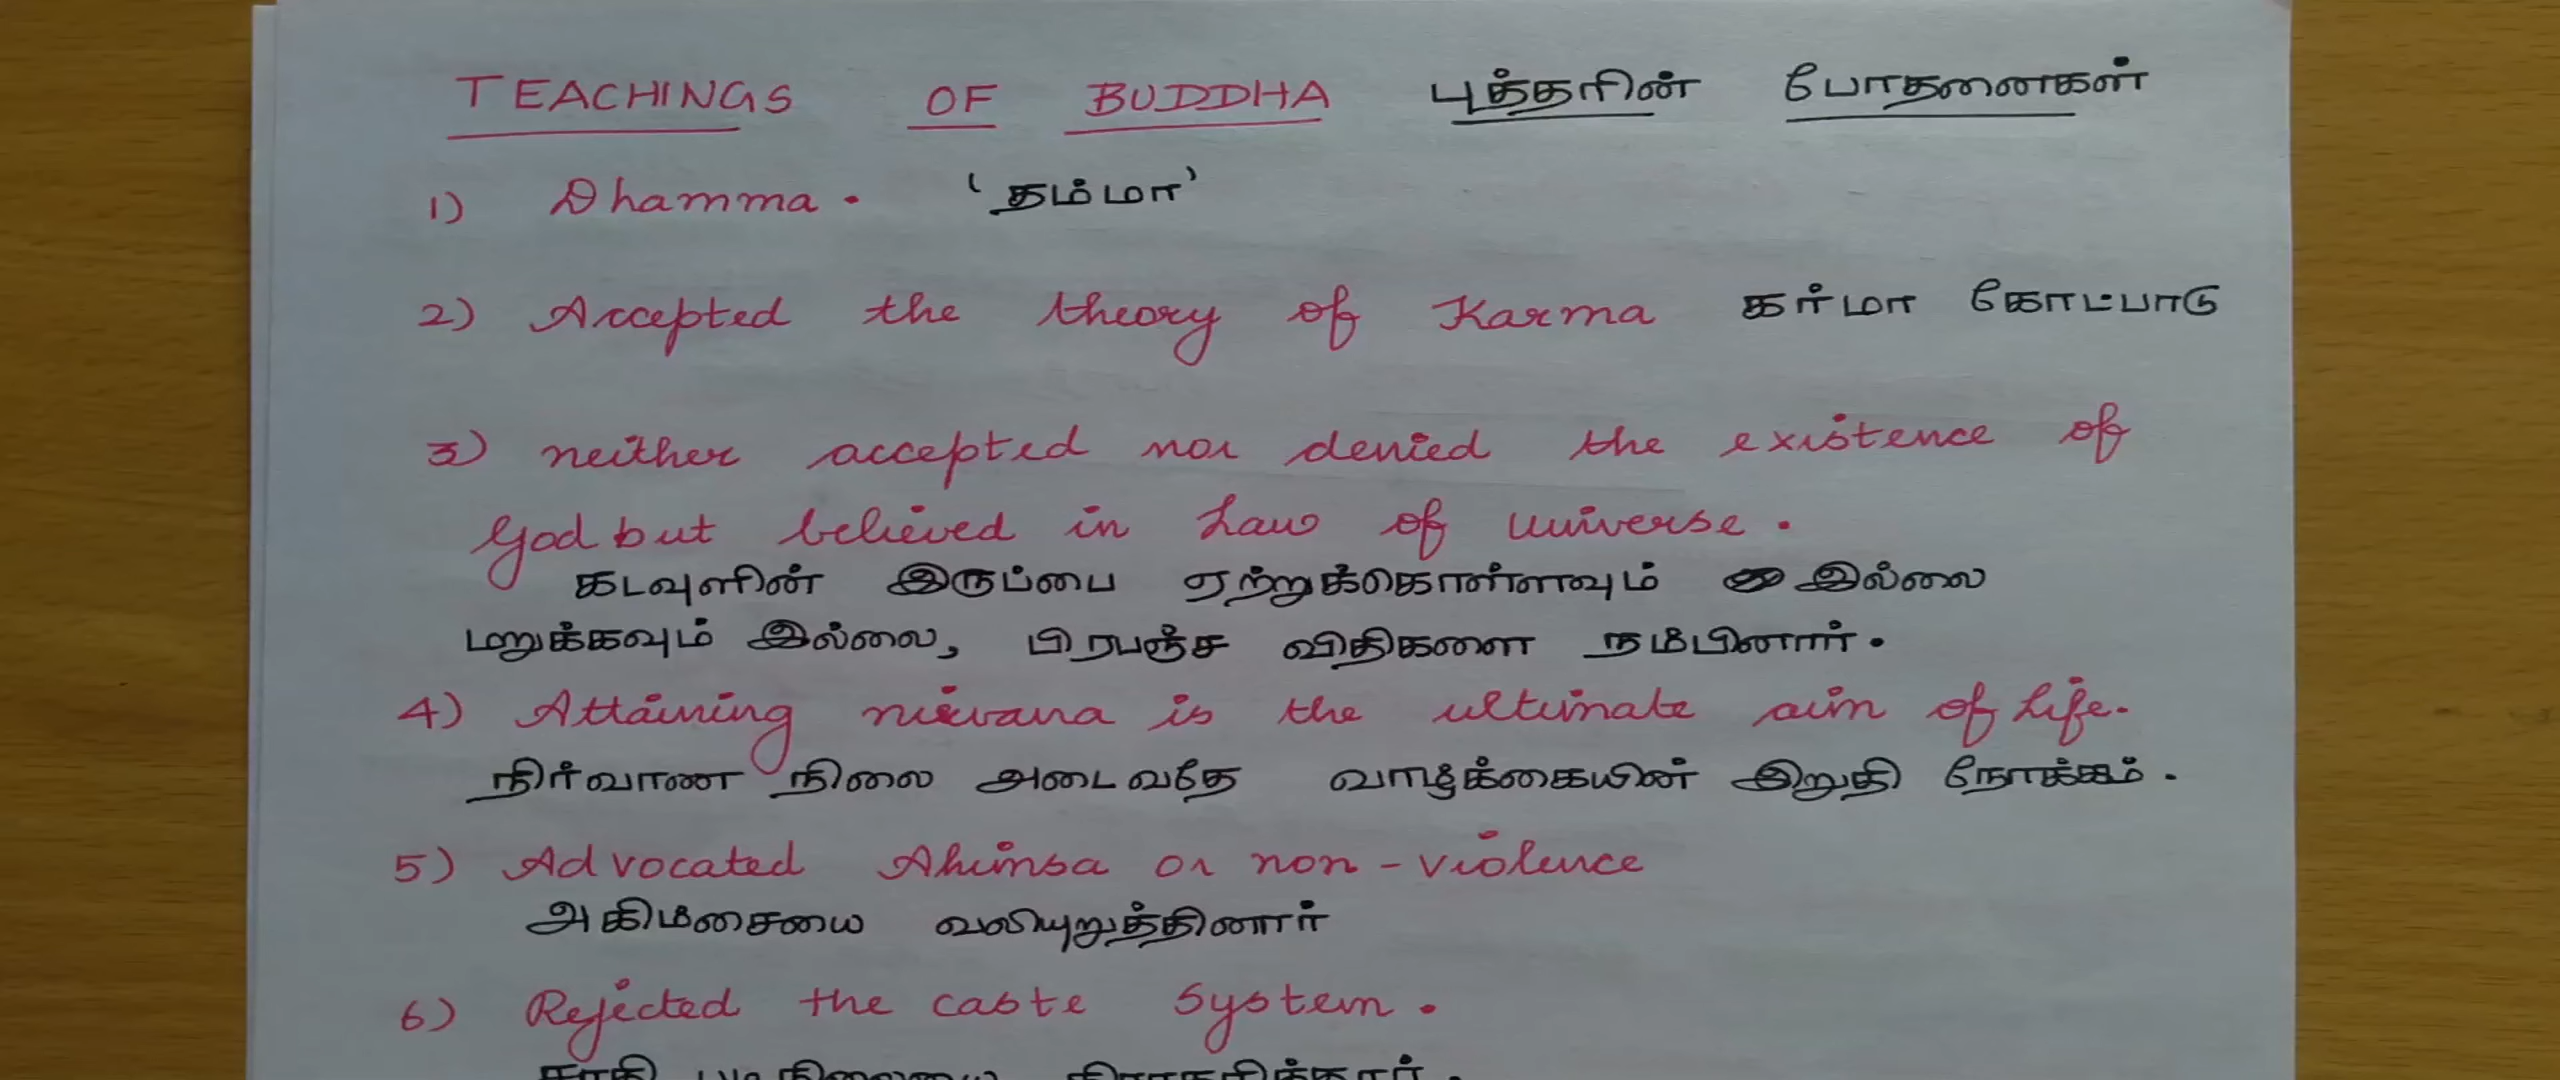 TEACHINGS OF BUDDHA புத்தரின் போதனைகள்
1) Dhamma. 'தம்மா'
2) Accepted the theory of Karma கர்மா கோட்பாடு
3) neither accepted nor denied the existence of
God but believed in Law of universe.
கடவுளின் இருப்பை ஏற்றுக்கொள்ளவும் இல்லை
மறுக்கவும் இல்லை, பிரபஞ்ச விதிகளை நம்பினார்.
4) Attaining nirvana is the ultimate aim of life.
நிர்வாண நிலை அடைவதே வாழ்க்கையின் இறுதி நோக்கம்.
5) Advocated Ahimsa or non-violence
அகிம்சையை வலியுறுத்தினார்
6) Rejected the caste system.